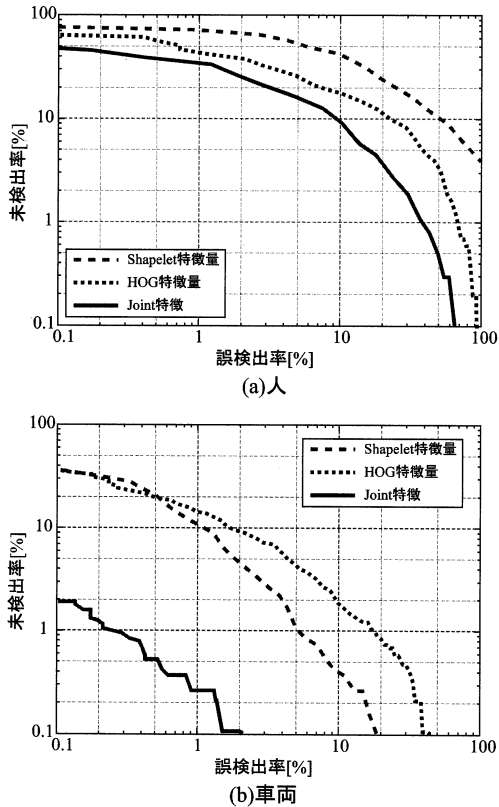 100
10
1
0.1
未検出率[%]
Shapelet特徴量
HOG特徴量
Joint特徴
0.1
1
10
100
誤検出率[%]
(a)人
100
10
1
0.1
未検出率[%]
Shapelet特徴量
HOG特徴量
Joint特徴
0.1
1
10
100
誤検出率[%]
(b)車両